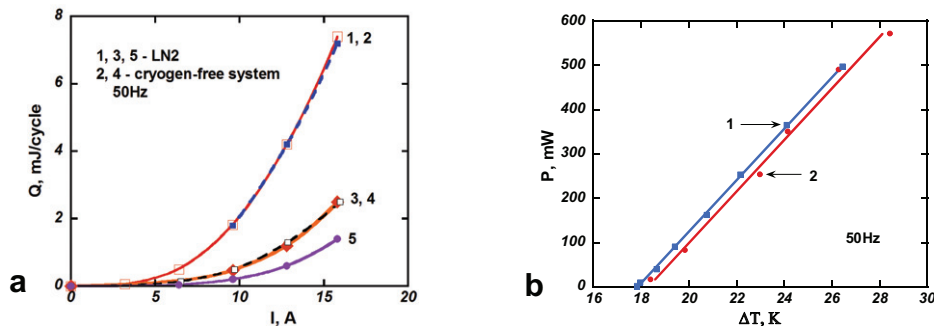 8
6
4
2
0
Q, mJ/cycle
1, 3, 5 - LN2
2, 4 - cryogen-free system
50Hz
1, 2
3, 4
5
0 5 10 15 20
I, A
a
600
500
400
300
200
100
0
P, mW
1
2
50Hz
16 18 20 22 24 26 28 30
ΔT, K
b